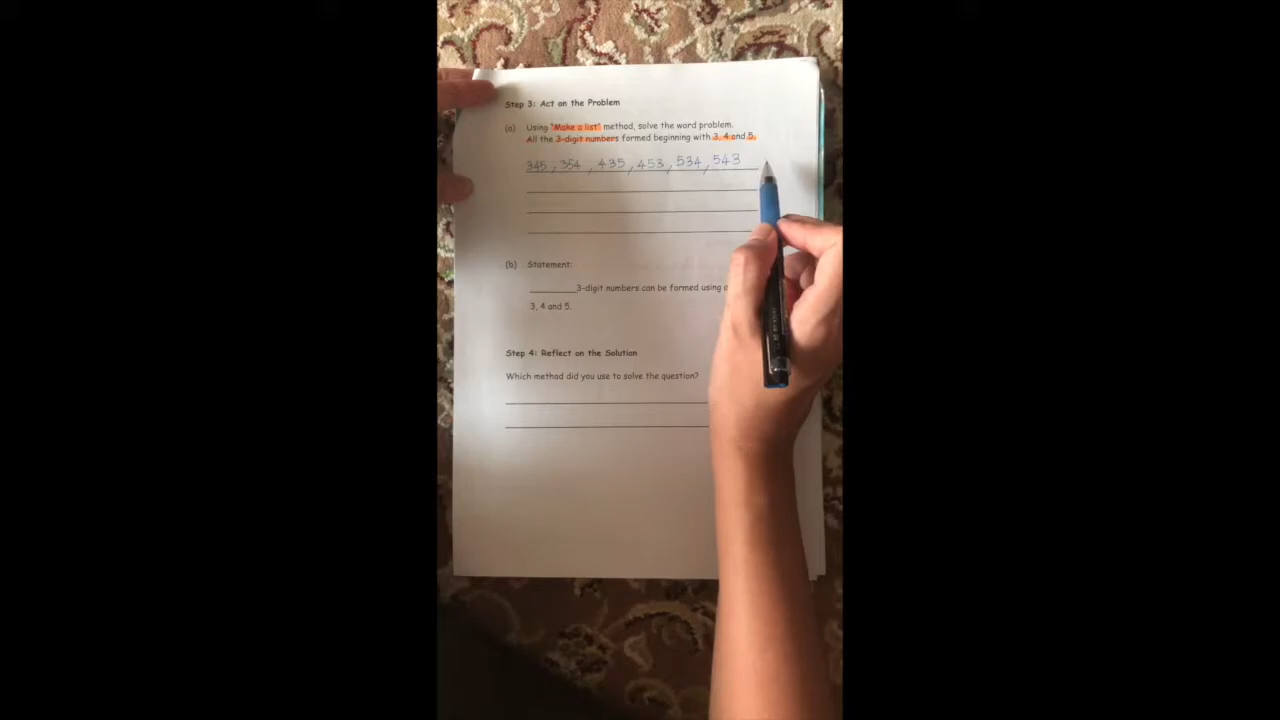 Step 3: Act on the Problem
(a) Using "Make a list" method, solve the word problem.
All the 3-digit numbers formed beginning with 3, 4 and 5.
345, 354, 435, 453, 534, 543
(b) Statement:
________3-digit numbers can be formed using
3, 4 and 5.
Step 4: Reflect on the Solution
Which method did you use to solve the question?